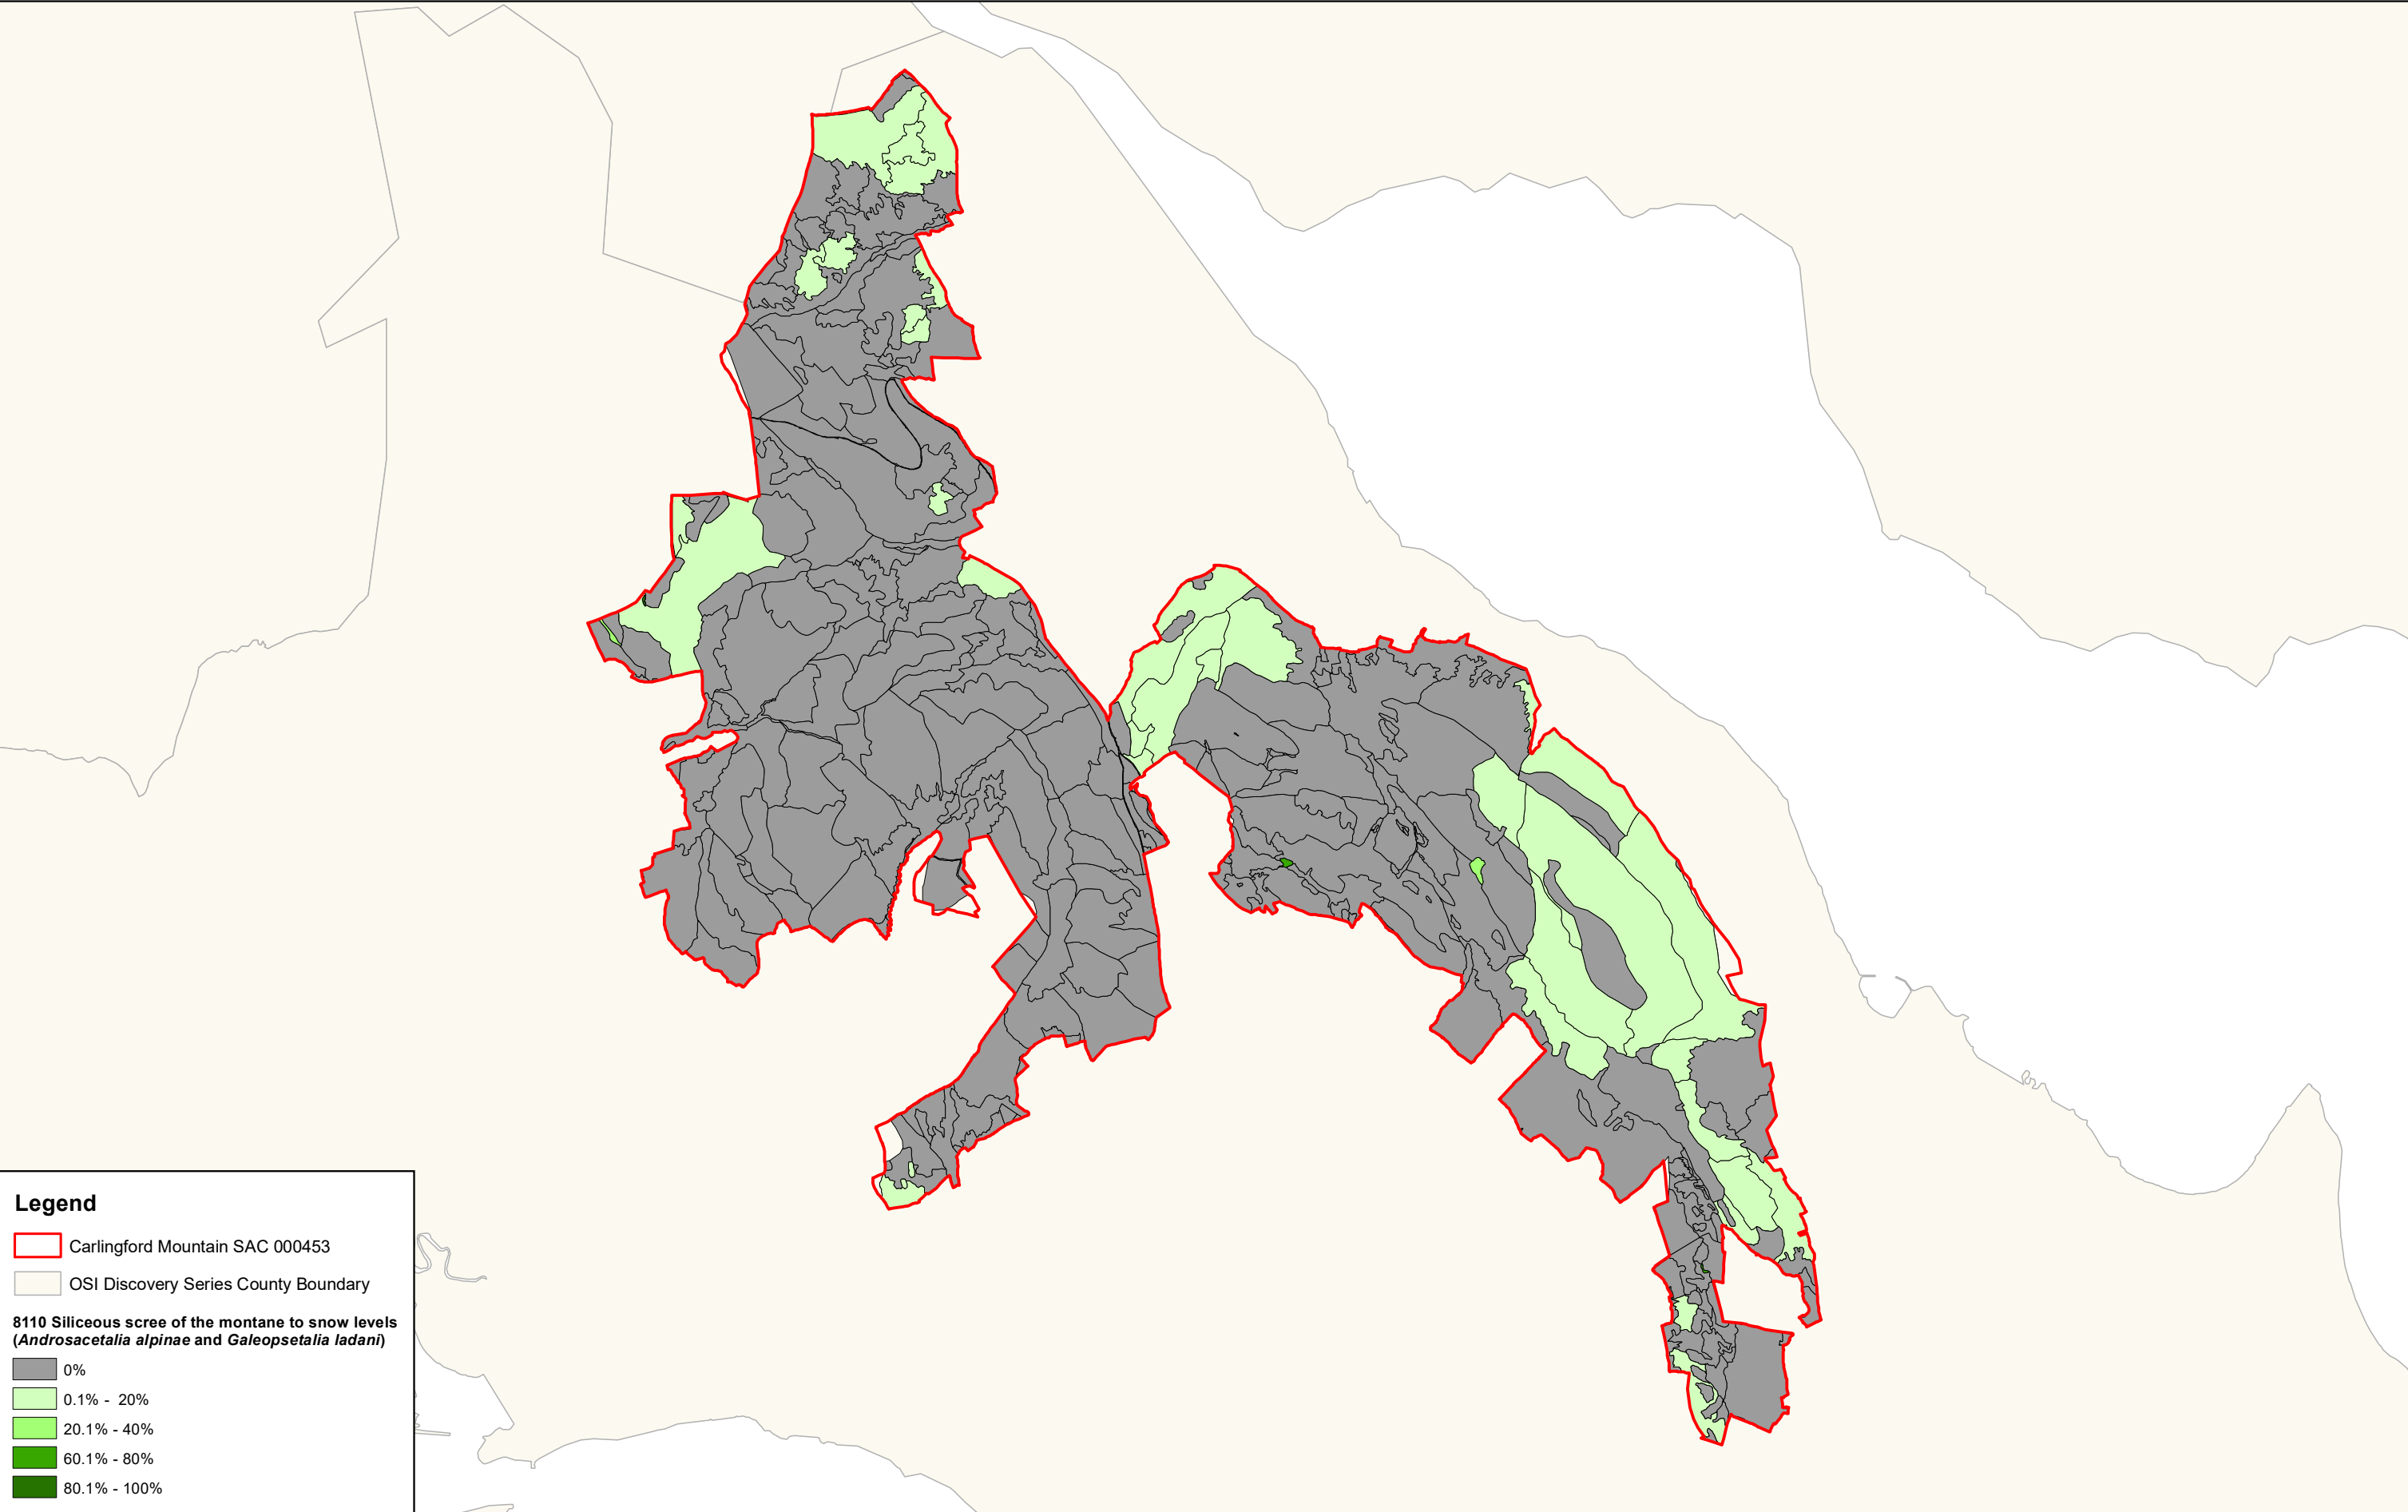 Legend
Carlingford Mountain SAC 000453
OSI Discovery Series County Boundary
8110 Siliceous scree of the montane to snow levels
(Androsacetalia alpinae and Galeopsetalia ladani)
0%
0.1% - 20%
20.1% - 40%
60.1% - 80%
80.1% - 100%